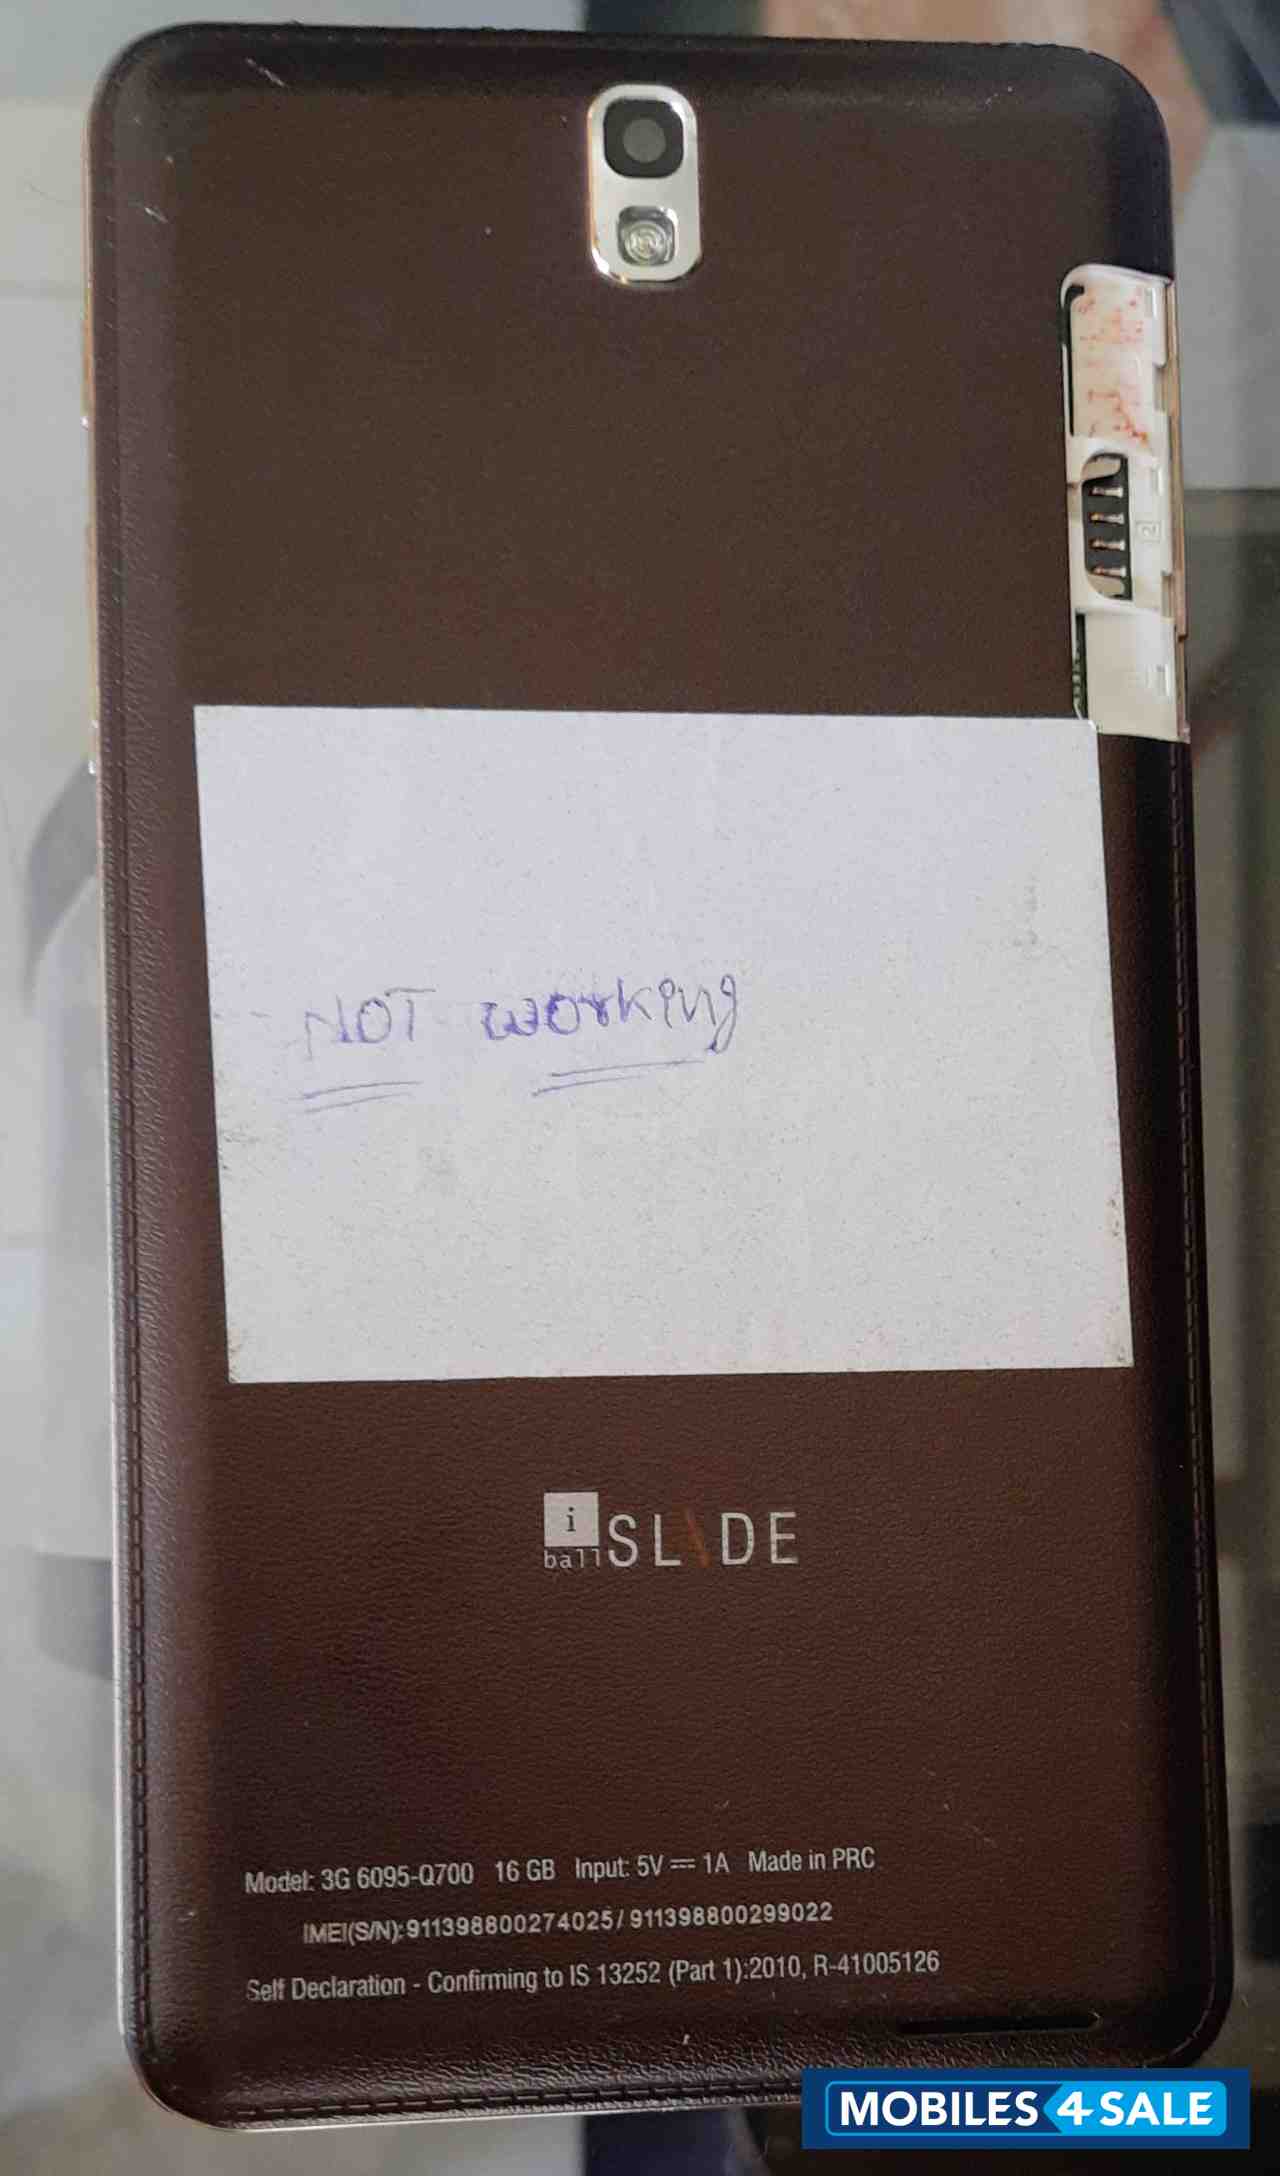 2
NOT working
i
ball SLIDE
Model: 3G 6095-Q700 16 GB Input: 5V ⎓ 1A Made in PRC
IMEI(S/N):911398800274025/ 911398800299022
Self Declaration - Confirming to IS 13252 (Part 1):2010, R-41005126
MOBILES 4 SALE